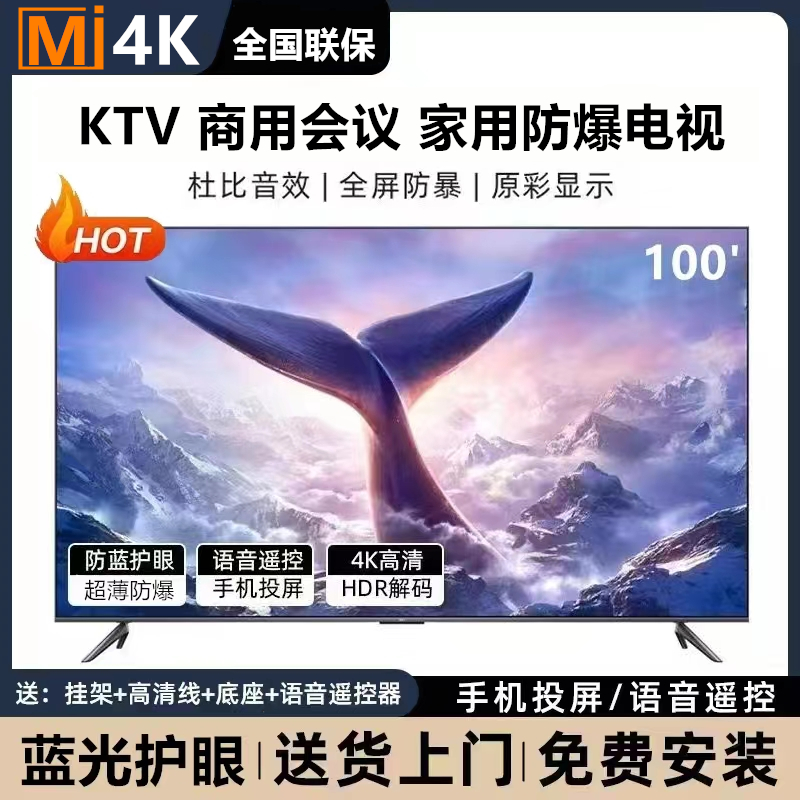 Mi 4K 全国联保
KTV 商用会议 家用防爆电视
杜比音效 | 全屏防暴 | 原彩显示
HOT
100'
防蓝护眼
超薄防爆
语音遥控
手机投屏
4K高清
HDR解码
送：挂架+高清线+底座+语音遥控器
手机投屏/语音遥控
蓝光护眼 | 送货上门 | 免费安装